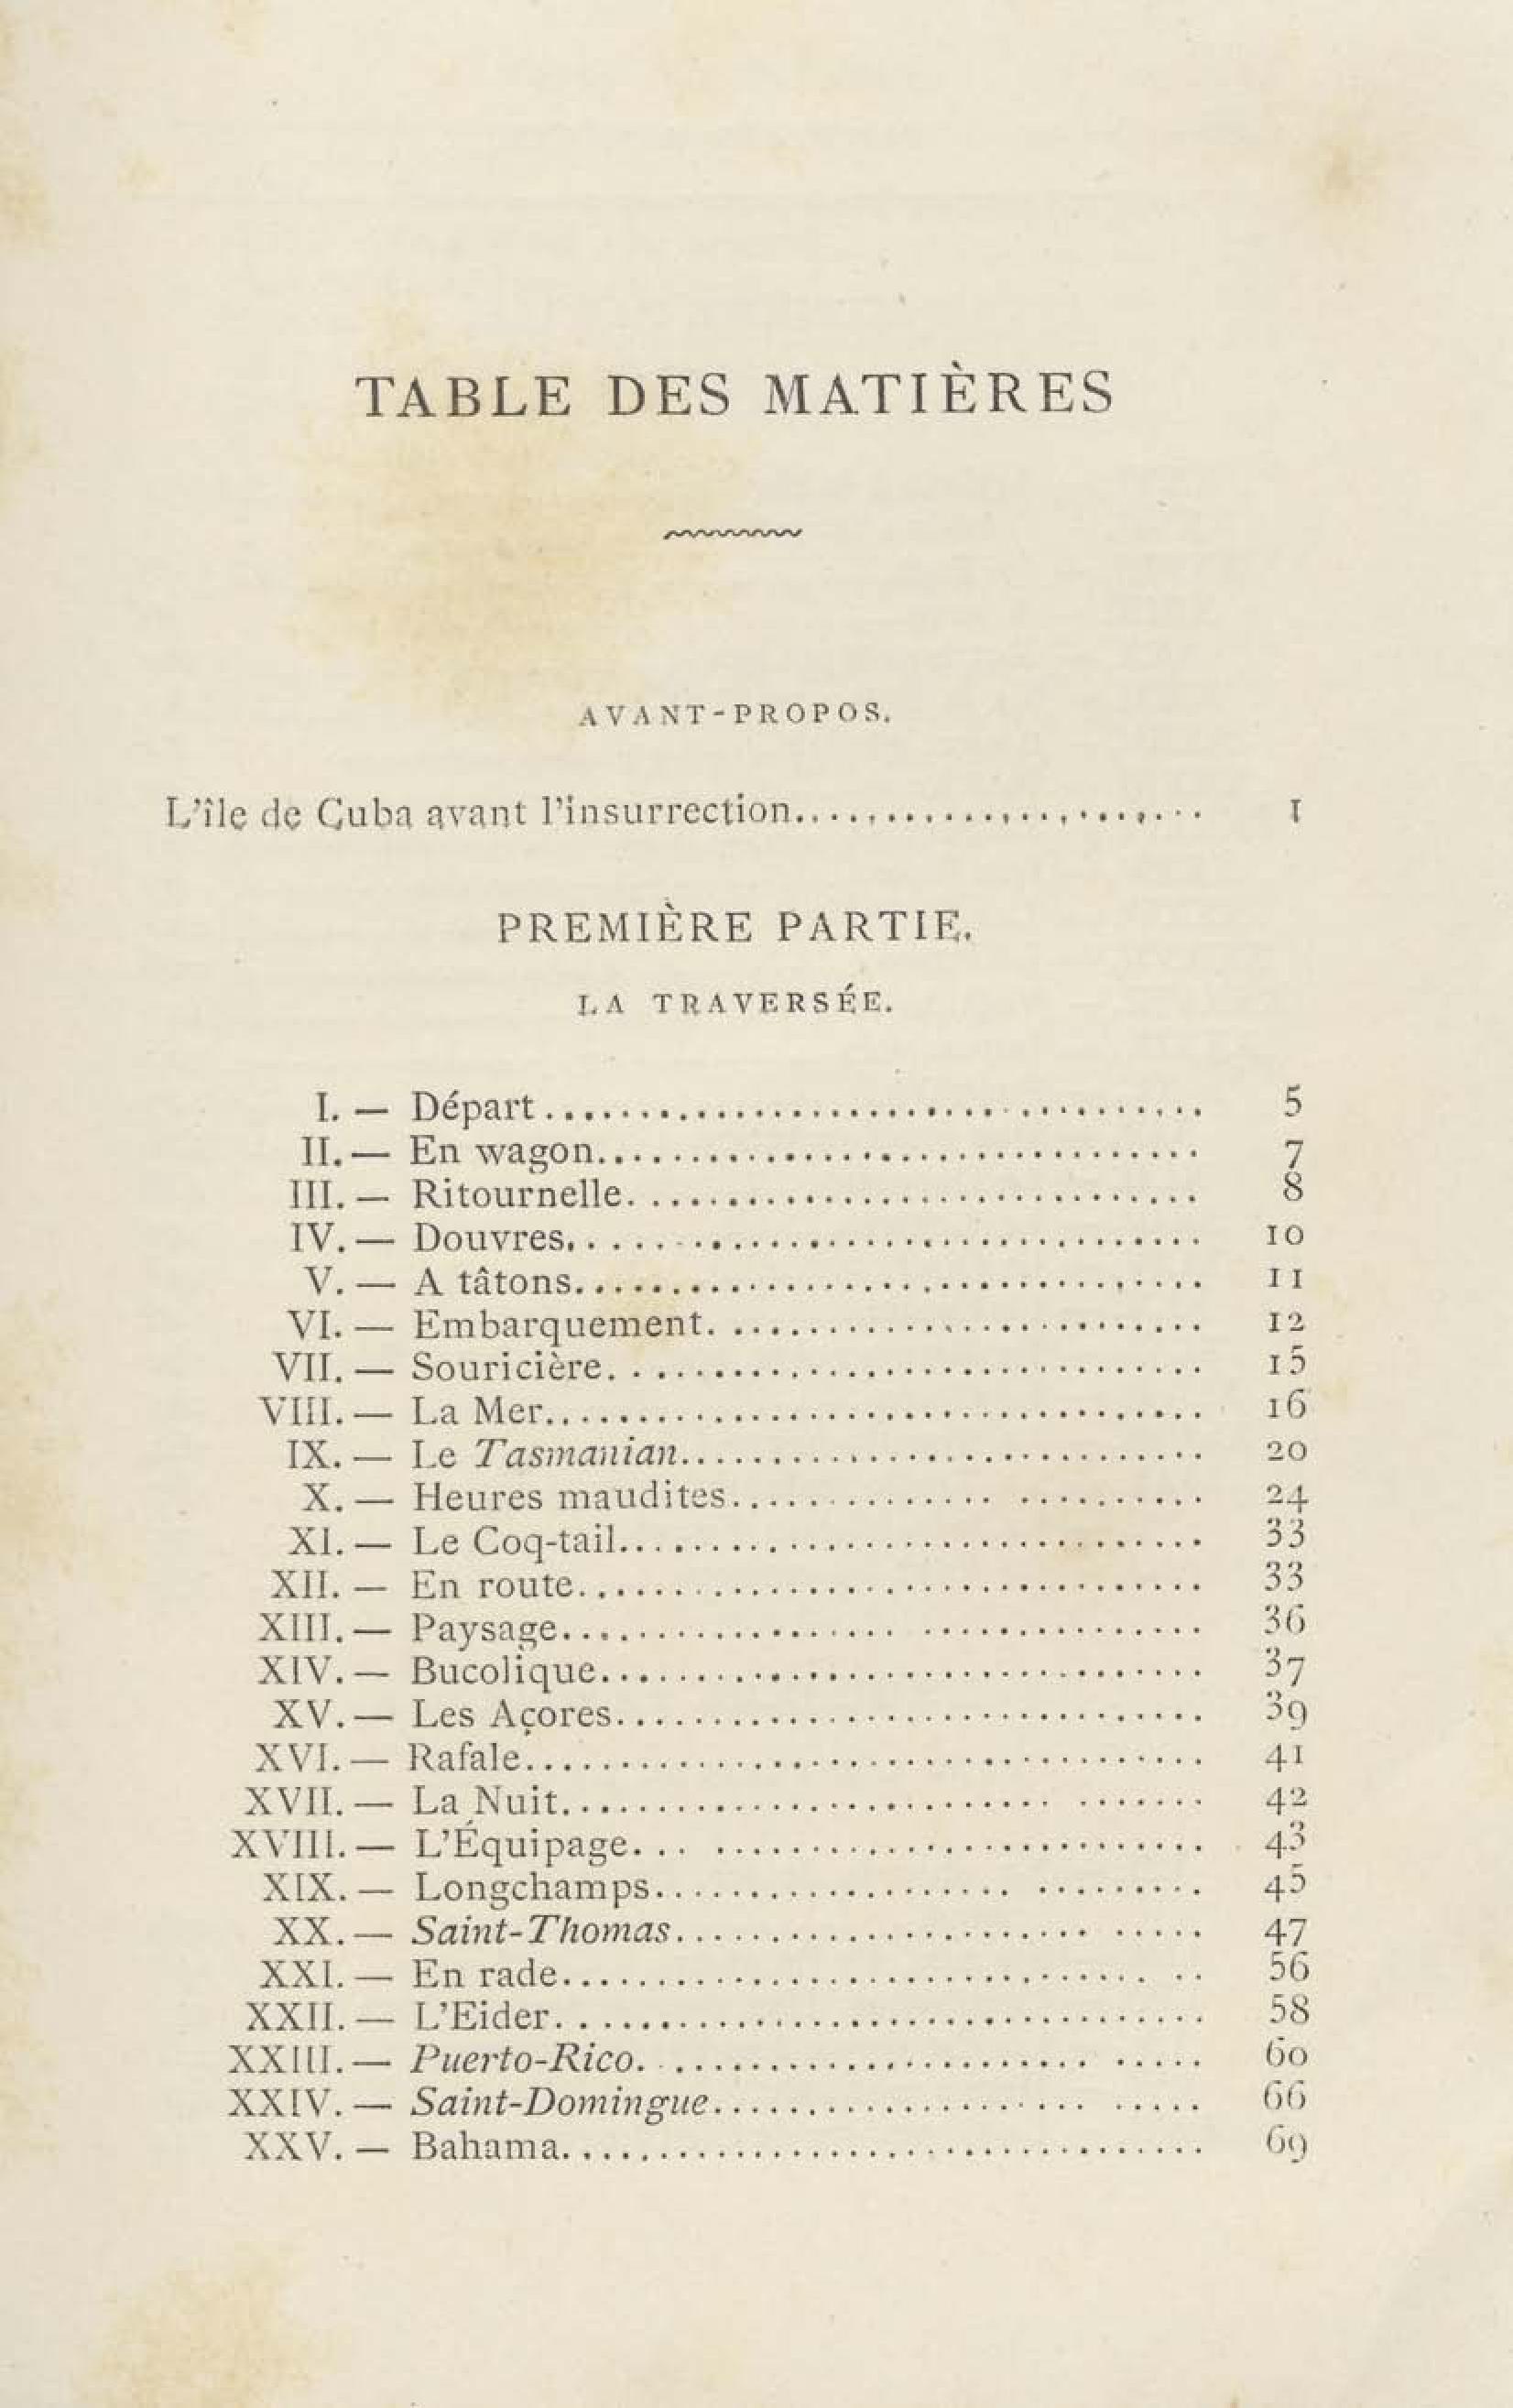 TABLE DES MATIÈRES
AVANT-PROPOS.
L'île de Cuba avant l'insurrection........................ I
PREMIÈRE PARTIE.
LA TRAVERSÉE.
I. — Départ.................................. 5
II. — En wagon............................... 7
III. — Ritournelle.............................. 8
IV. — Douvres................................ 10
V. — A tâtons................................ 11
VI. — Embarquement.......................... 12
VII. — Souricière............................... 15
VIII. — La Mer.................................. 16
IX. — Le Tasmanian........................... 20
X. — Heures maudites........................ 24
XI. — Le Coq-tail.............................. 33
XII. — En route................................ 33
XIII. — Paysage................................. 36
XIV. — Bucolique............................... 37
XV. — Les Açores.............................. 39
XVI. — Rafale................................... 41
XVII. — La Nuit................................. 42
XVIII. — L'Équipage............................. 43
XIX. — Longchamps............................ 45
XX. — Saint-Thomas........................... 47
XXI. — En rade................................. 56
XXII. — L'Eider................................. 58
XXIII. — Puerto-Rico............................. 60
XXIV. — Saint-Domingue........................ 66
XXV. — Bahama................................. 69